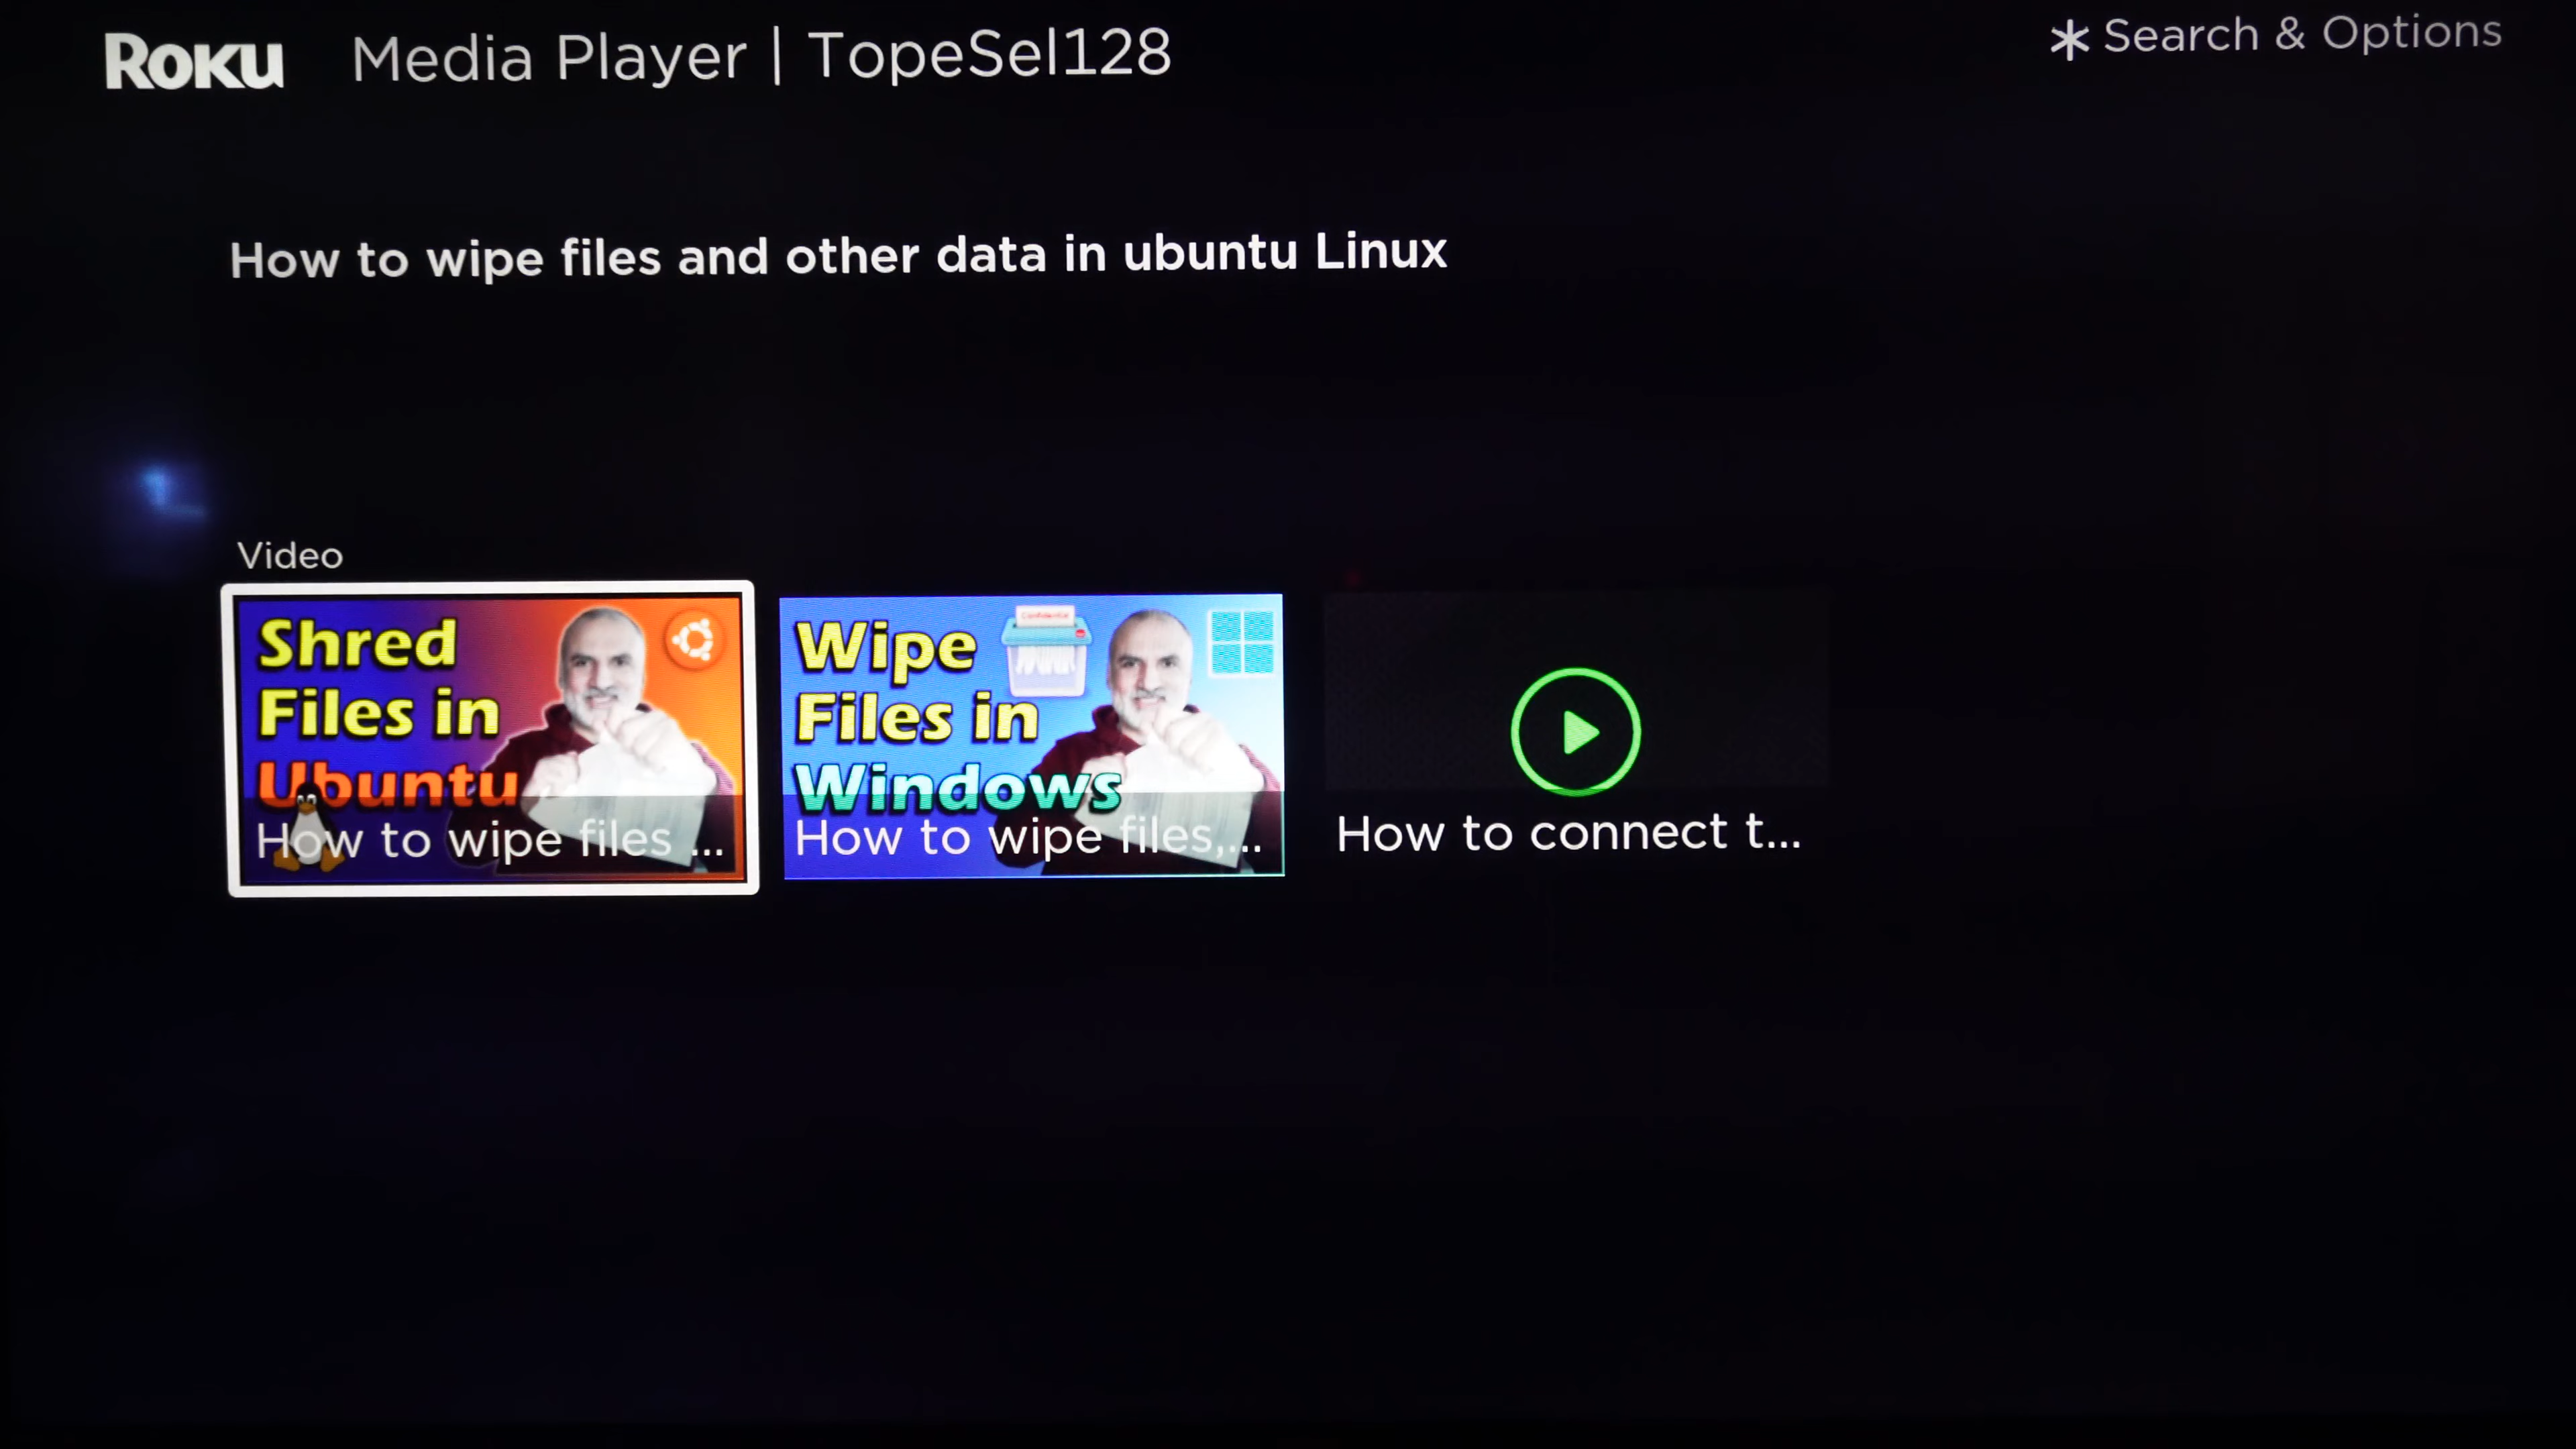 Roku Media Player | TopeSel128
* Search & Options
How to wipe files and other data in ubuntu Linux
Video
Shred
Files in
Ubuntu
How to wipe files ...
Confidential
Wipe
Files in
Windows
How to wipe files,...
How to connect t...